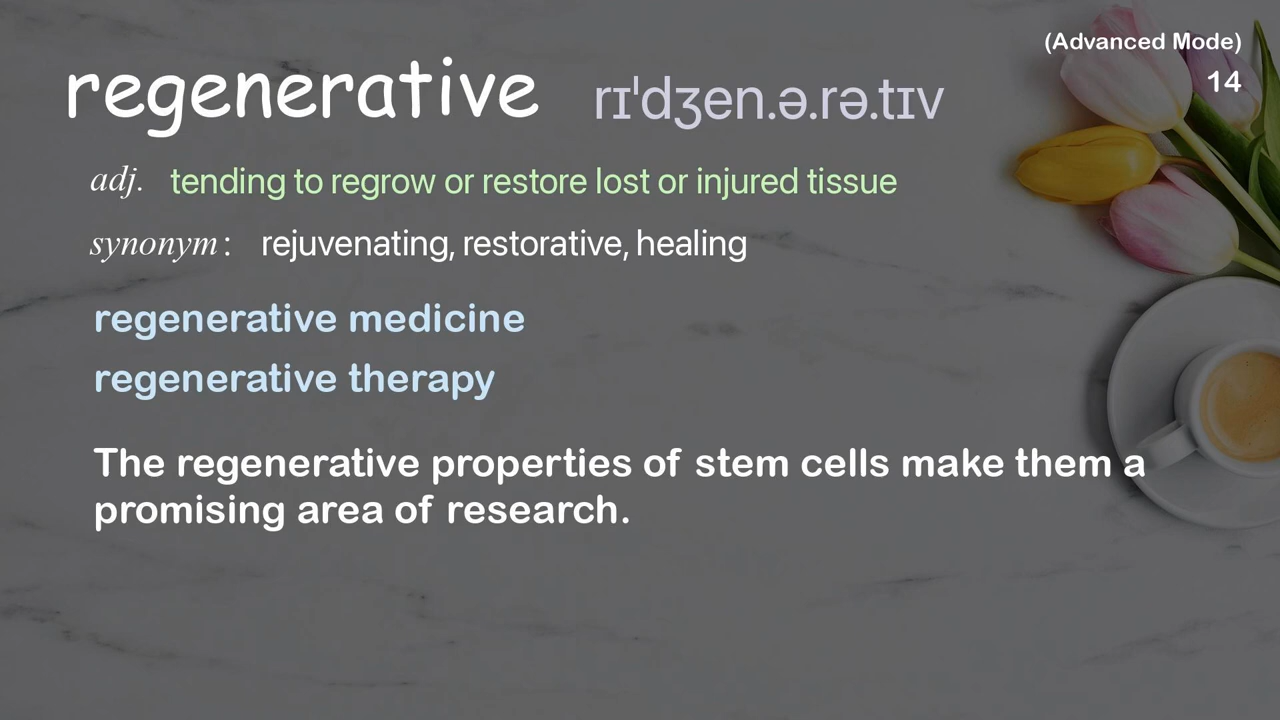 (Advanced Mode)
14
regenerative rɪˈdʒen.ə.rə.tɪv
adj. tending to regrow or restore lost or injured tissue
synonym: rejuvenating, restorative, healing
regenerative medicine
regenerative therapy
The regenerative properties of stem cells make them a
promising area of research.